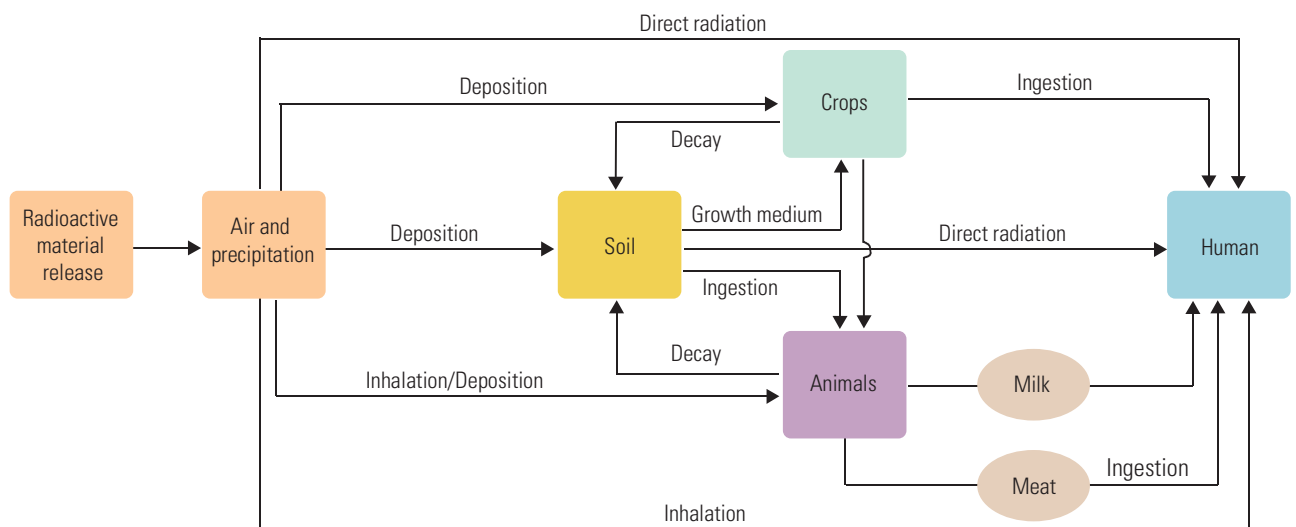 Direct radiation
Deposition
Crops
Ingestion
Decay
Radioactive
material
release
Air and
precipitation
Deposition
Soil
Growth medium
Direct radiation
Human
Ingestion
Decay
Inhalation/Deposition
Animals
Milk
Meat
Ingestion
Inhalation